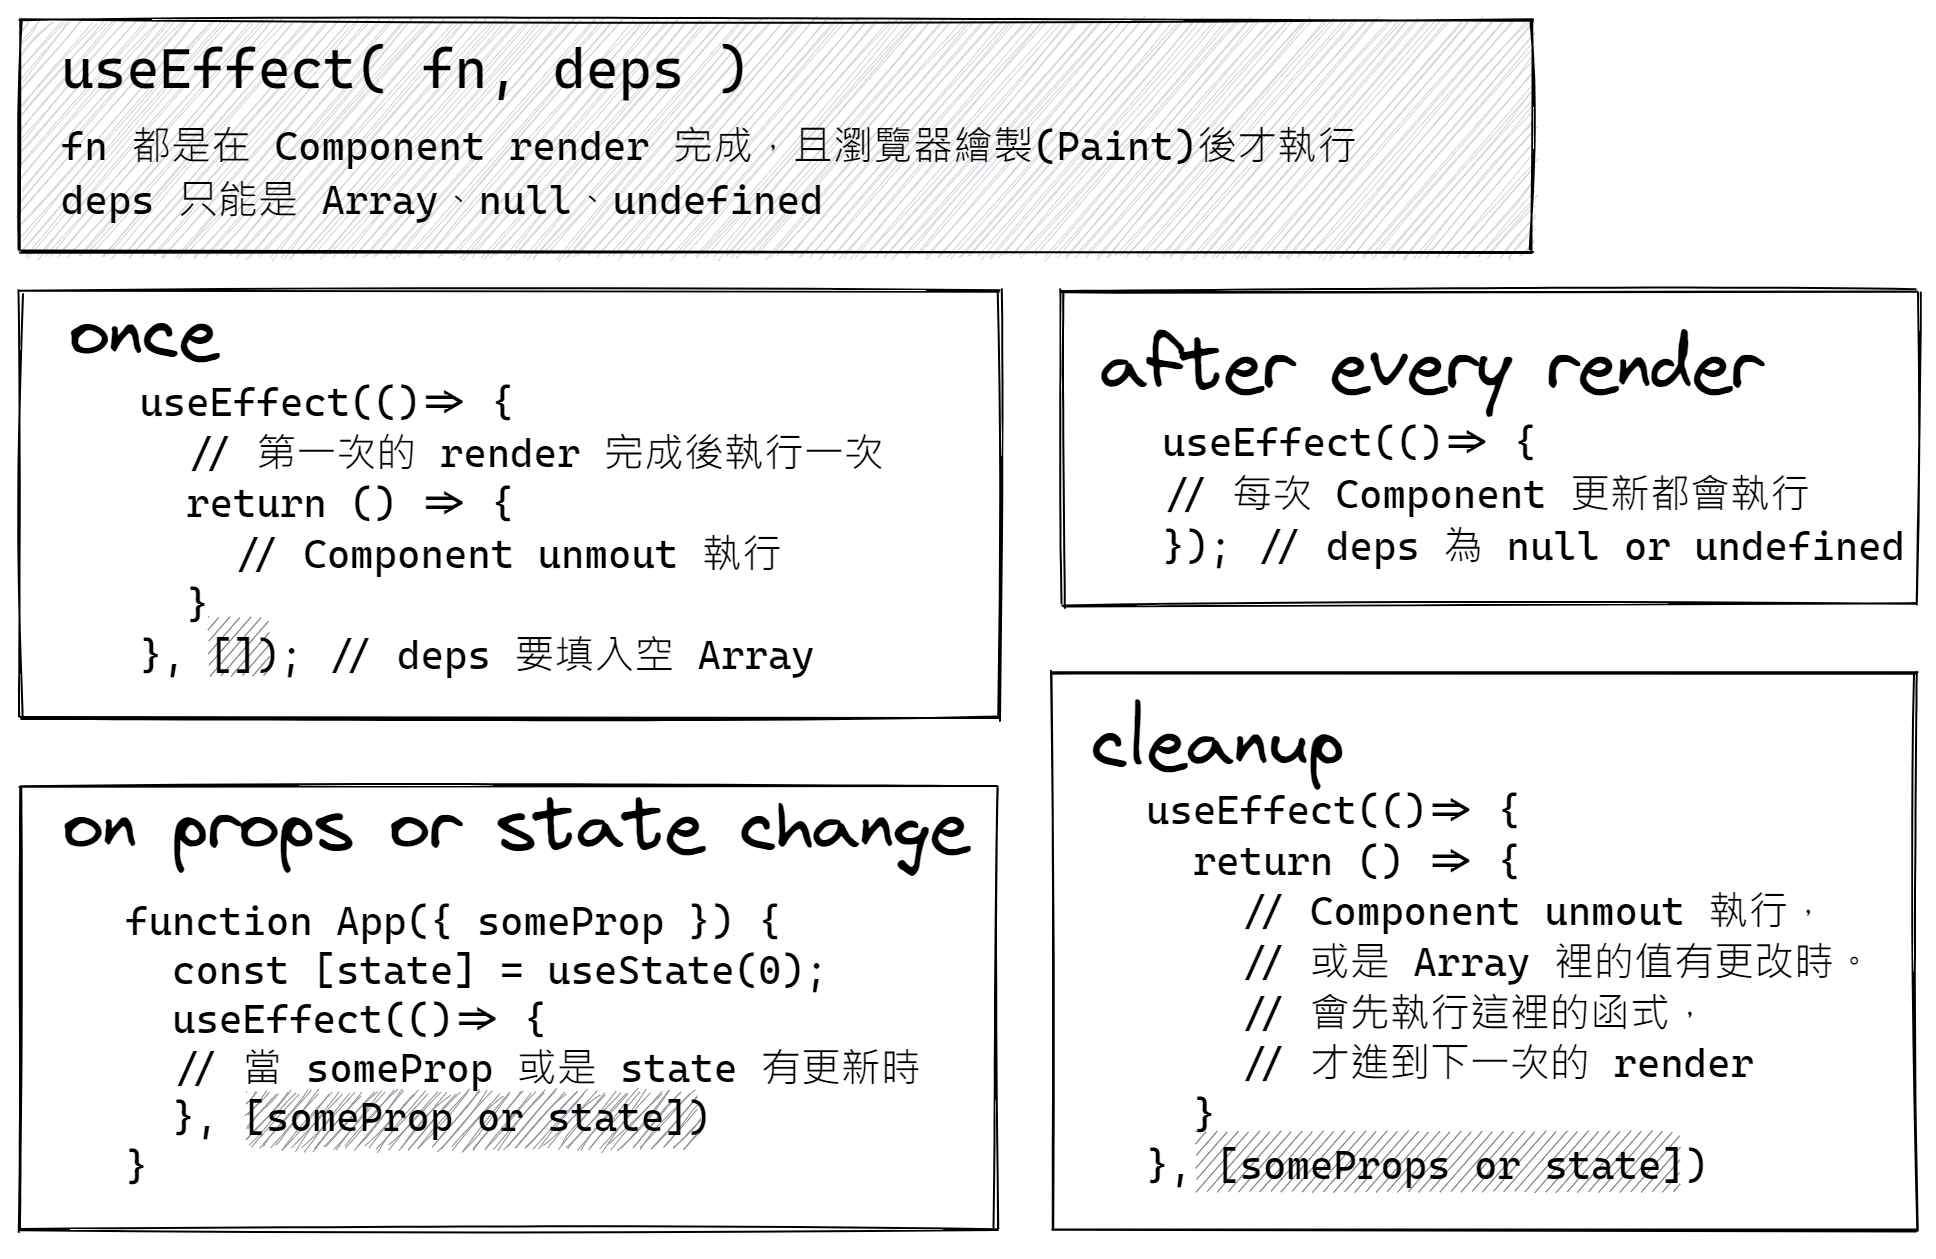 useEffect( fn, deps )
fn 都是在 Component render 完成，且瀏覽器繪製(Paint)後才執行
deps 只能是 Array、null、undefined
once
useEffect(()=> {
// 第一次的 render 完成後執行一次
return () => {
// Component unmout 執行
}
}, []); // deps 要填入空 Array
after every render
useEffect(()=> {
// 每次 Component 更新都會執行
}); // deps 為 null or undefined
on props or state change
function App({ someProp }) {
const [state] = useState(0);
useEffect(()=> {
// 當 someProp 或是 state 有更新時
}, [someProp or state])
}
cleanup
useEffect(()=> {
return () => {
// Component unmout 執行，
// 或是 Array 裡的值有更改時。
// 會先執行這裡的函式，
// 才進到下一次的 render
}
}, [someProps or state])